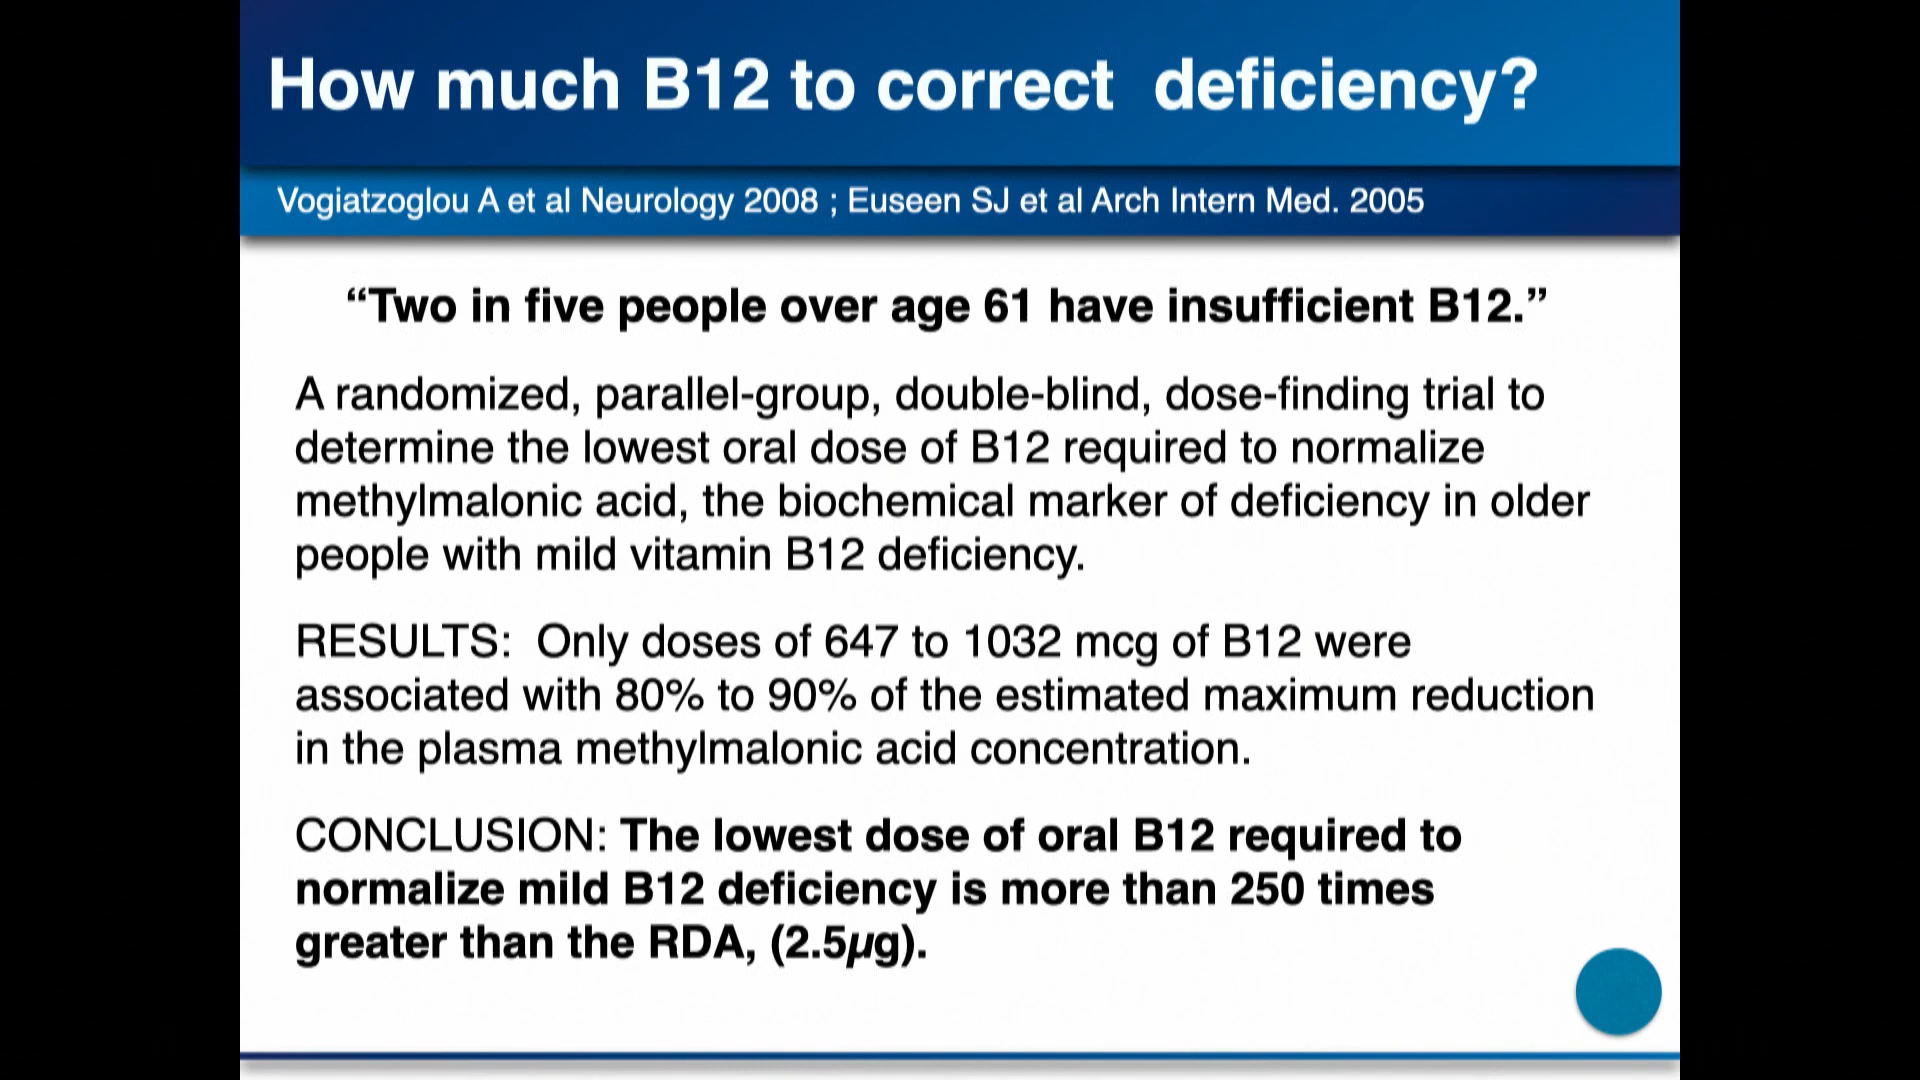 How much B12 to correct  deficiency?
Vogiatzoglou A et al Neurology 2008 ; Euseen SJ et al Arch Intern Med. 2005
“Two in five people over age 61 have insufficient B12.”
A randomized, parallel-group, double-blind, dose-finding trial to
determine the lowest oral dose of B12 required to normalize
methylmalonic acid, the biochemical marker of deficiency in older
people with mild vitamin B12 deficiency.
RESULTS:  Only doses of 647 to 1032 mcg of B12 were
associated with 80% to 90% of the estimated maximum reduction
in the plasma methylmalonic acid concentration.
CONCLUSION: The lowest dose of oral B12 required to
normalize mild B12 deficiency is more than 250 times
greater than the RDA, (2.5µg).